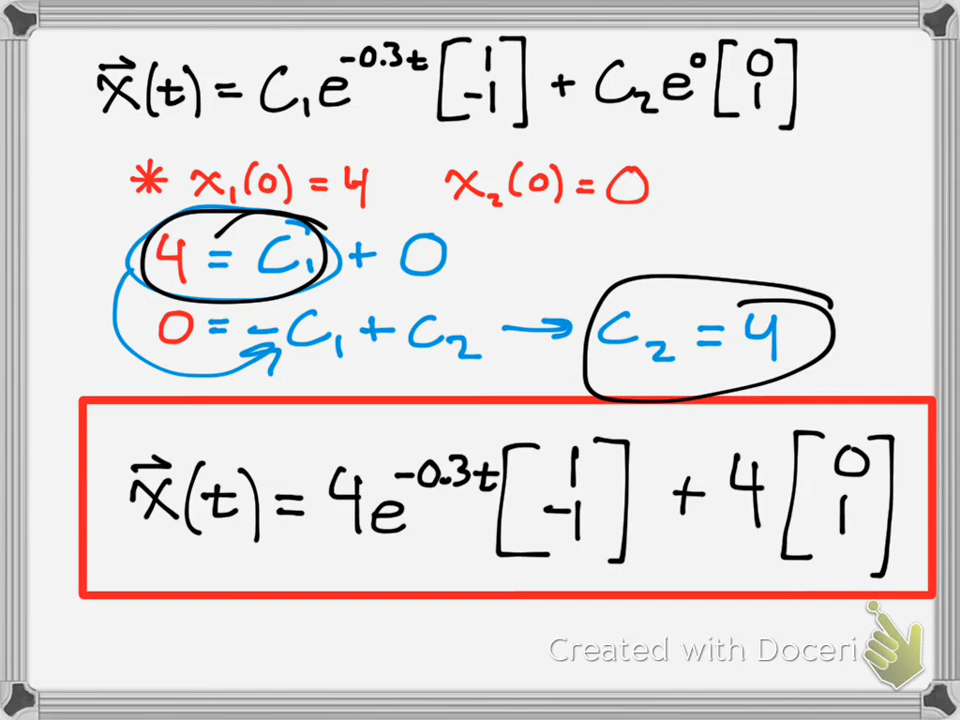 x⃗(t) = C₁e^(-0.3t) [1; -1] + C₂e⁰ [0; 1]
* x₁(0) = 4 x₂(0) = 0
4 = C₁ + 0
0 = -C₁ + C₂ → C₂ = 4
x⃗(t) = 4e^(-0.3t) [1; -1] + 4 [0; 1]
Created with Doceri